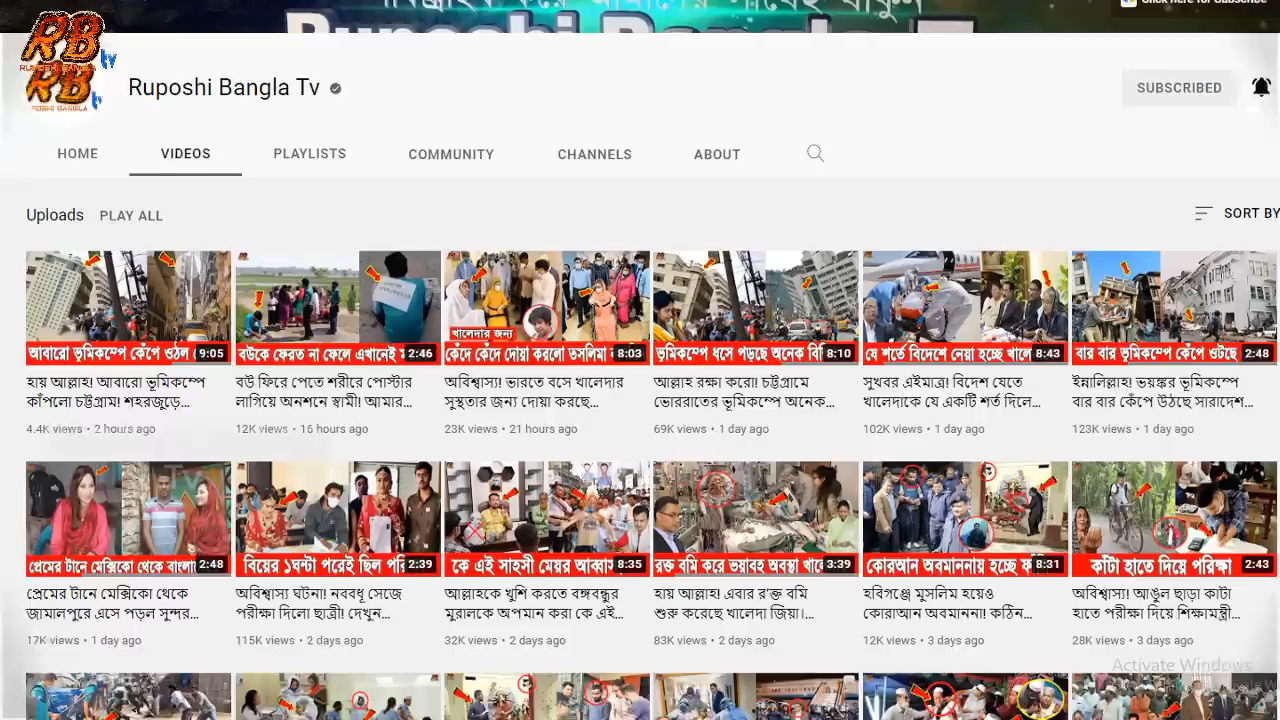 Click here for Subscribe
Ruposhi Bangla Tv
SUBSCRIBED
HOME VIDEOS PLAYLISTS COMMUNITY CHANNELS ABOUT
Uploads PLAY ALL SORT BY
আবারো ভূমিকম্পে কেঁপে ওঠল 9:05
বউকে ফেরত না ফেলে এখানেই 2:46
খালেদার জন্য
কেঁদে কেঁদে দোয়া করলো তসলিমা 8:03
ভূমিকম্পে ধসে পড়ছে অনেক 8:10
যে শর্তে বিদেশে নেয়া হচ্ছে 8:43
বার বার ভূমিকম্পে কেঁপে ওটছে 2:48
হায় আল্লাহ! আবারো ভূমিকম্পে
কাঁপলো চট্টগ্রাম! শহরজুড়ে...
4.4K views • 2 hours ago
বউ ফিরে পেতে শরীরে পোস্টার
লাগিয়ে অনশনে স্বামী! আমার...
12K views • 16 hours ago
অবিশ্বাস্য! ভারতে বসে খালেদার
সুস্থতার জন্য দোয়া করছে...
23K views • 21 hours ago
আল্লাহ রক্ষা করো! চট্টগ্রামে
ভোররাতের ভূমিকম্পে অনেক...
69K views • 1 day ago
সুখবর এইমাত্র! বিদেশ যেতে
খালেদাকে যে একটি শর্ত দিলে...
102K views • 1 day ago
ইন্নালিল্লাহ! ভয়ঙ্কর ভূমিকম্পে
বার বার কেঁপে উঠছে সারাদেশ...
123K views • 1 day ago
প্রেমের টানে মেক্সিকো থেকে 2:48
বিয়ের ১ঘন্টা পরেই ছিল 2:39
কে এই সাহসী মেয়র 8:35
রক্ত বমি করে ভয়াবহ অবস্থা 3:39
কোরআন অবমাননায় হচ্ছে 8:31
কাঁটা হাতে দিয়ে পরিক্ষা 2:43
প্রেমের টানে মেক্সিকো থেকে
জামালপুরে এসে পড়ল সুন্দর...
17K views • 1 day ago
অবিশ্বাস্য ঘটনা! নববধূ সেজে
পরীক্ষা দিলো ছাত্রী! দেখুন...
115K views • 2 days ago
আল্লাহকে খুশি করতে বঙ্গবন্ধুর
মুরালকে অপমান করা কে এই...
32K views • 2 days ago
হায় আল্লাহ! এবার র'ক্ত বমি
শুরু করেছে খালেদা জিয়া।...
83K views • 2 days ago
হবিগঞ্জে মুসলিম হয়েও
কোরাআন অবমাননা! কঠিন...
12K views • 3 days ago
অবিশ্বাস্য! আঙুল ছাড়া কাটা
হাতে পরীক্ষা দিয়ে শিক্ষামন্ত্রী...
28K views • 3 days ago
Activate Windows